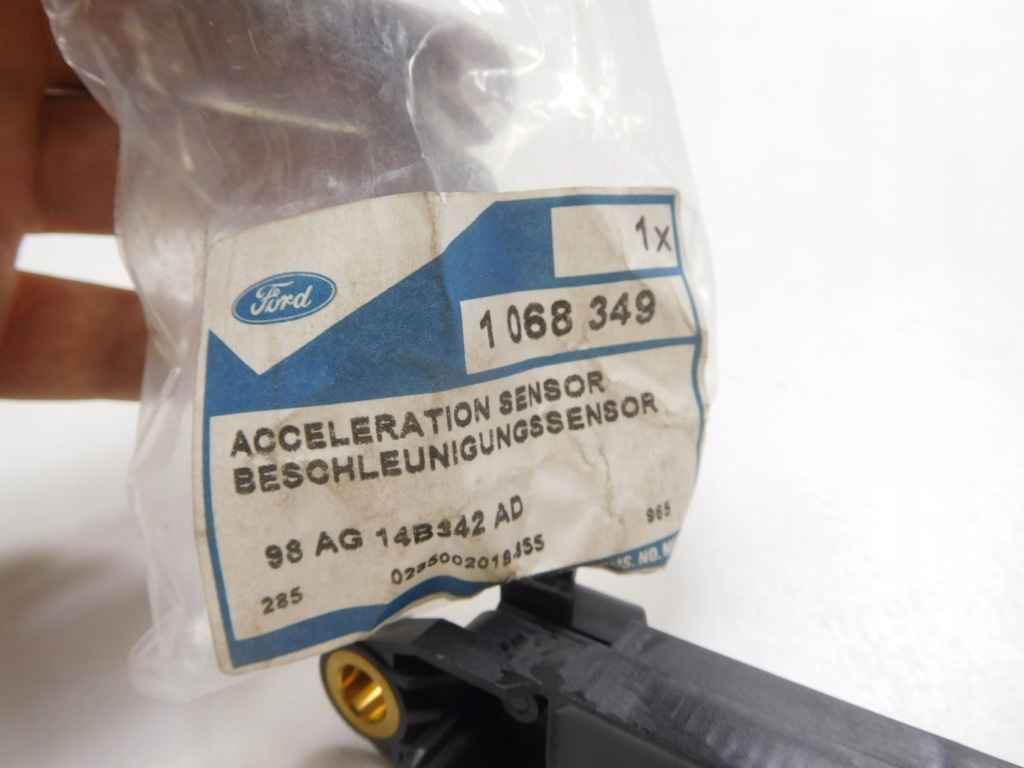 1x
Ford
1 068 349
ACCELERATION SENSOR
BESCHLEUNIGUNGSSENSOR
98 AG 14B342 AD
965
285